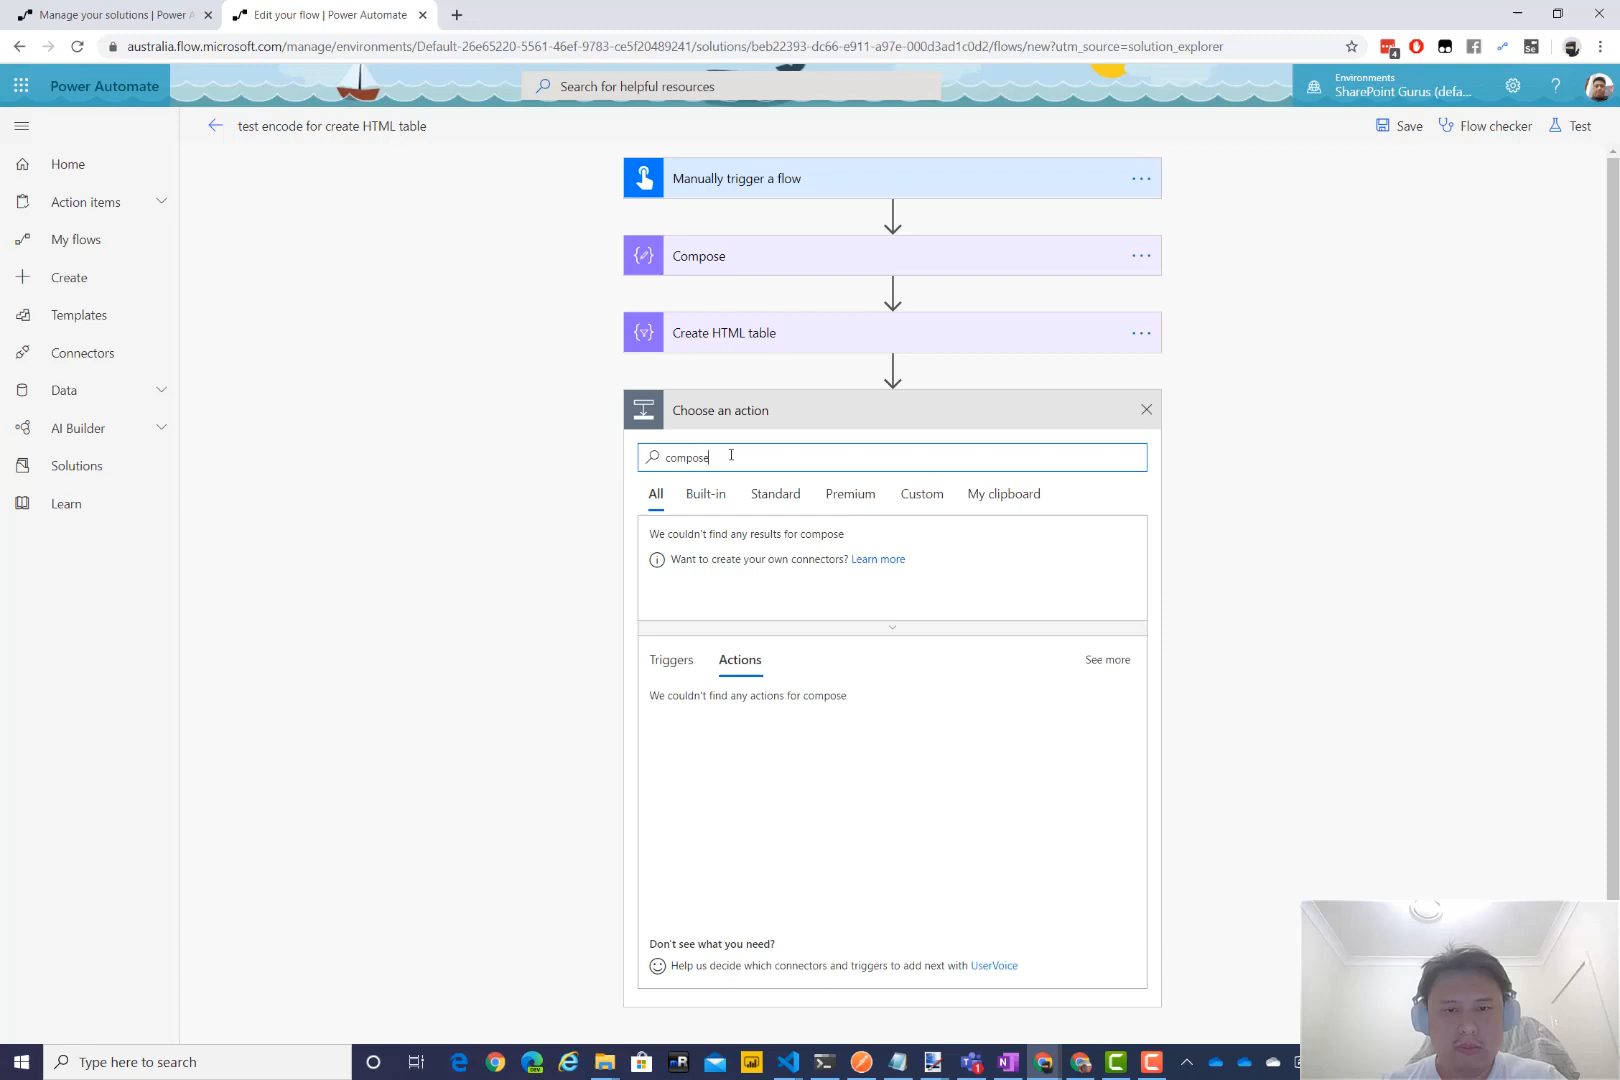 Manage your solutions | Power A
Edit your flow | Power Automate
australia.flow.microsoft.com/manage/environments/Default-26e65220-5561-46ef-9783-ce5f20489241/solutions/beb22393-dc66-e911-a97e-000d3ad1c0d2/flows/new?utm_source=solution_explorer
4
Power Automate
Search for helpful resources
Environments
SharePoint Gurus (defa...
?
test encode for create HTML table
Save
Flow checker
Test
Home
Action items
My flows
Create
Templates
Connectors
Data
AI Builder
Solutions
Learn
Manually trigger a flow
Compose
Create HTML table
Choose an action
compose
All
Built-in
Standard
Premium
Custom
My clipboard
We couldn't find any results for compose
Want to create your own connectors? Learn more
Triggers
Actions
See more
We couldn't find any actions for compose
Don't see what you need?
Help us decide which connectors and triggers to add next with UserVoice
Type here to search